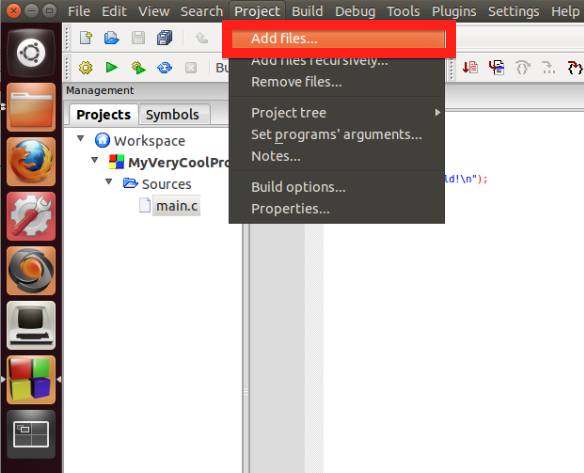 File Edit View Search Project Build Debug Tools Plugins Settings Help
Add files...
Bu
Add files recursively...
Management
Remove files...
Projects Symbols
Project tree
Workspace
Set programs' arguments...
MyVeryCoolPro
Notes...
ld!\n");
Sources
Build options...
main.c
Properties...